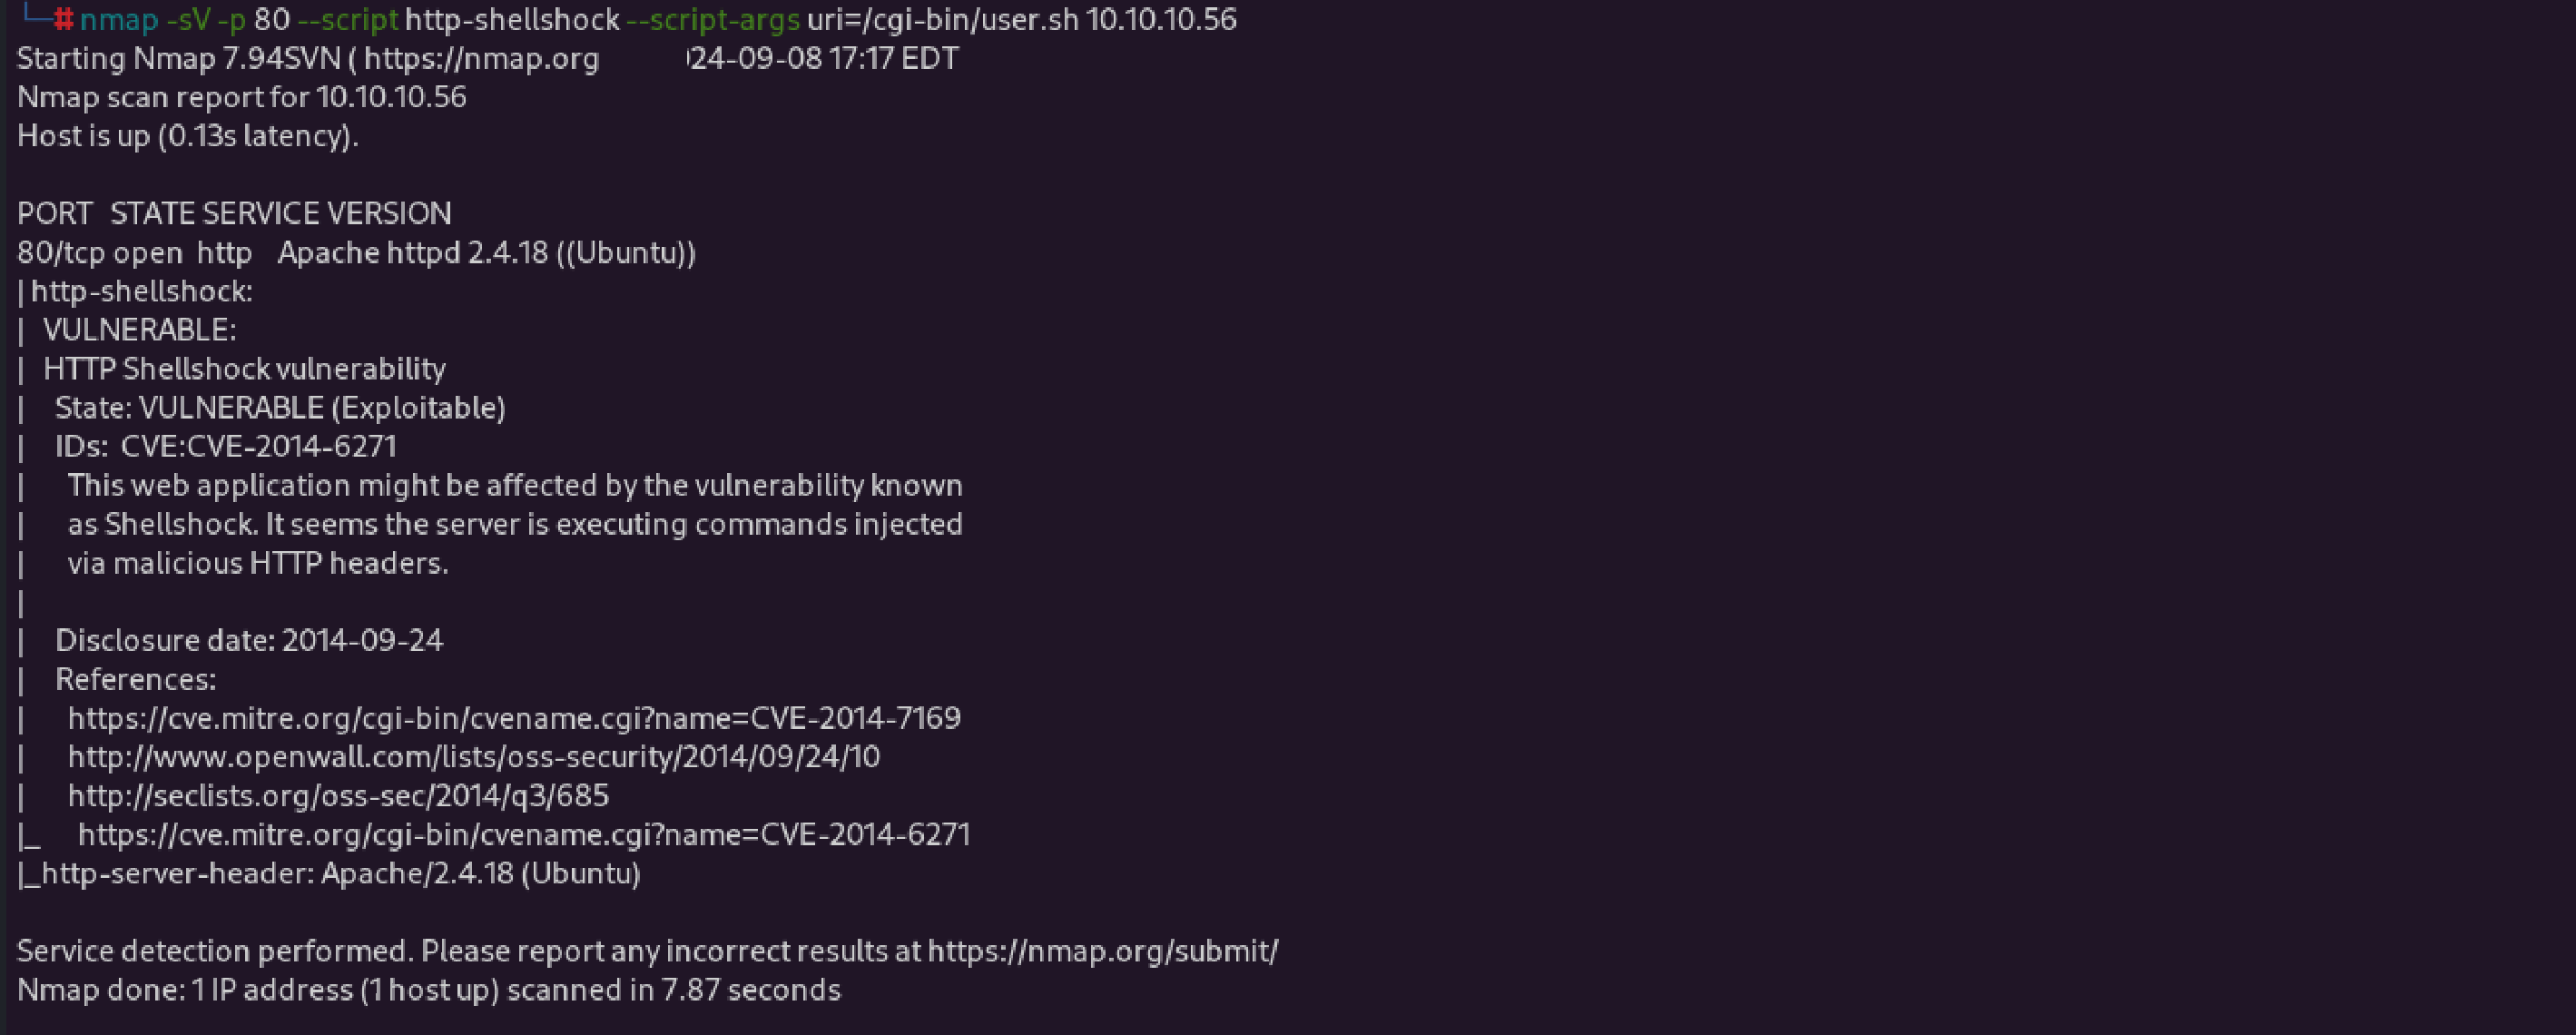 └─# nmap -sV -p 80 --script http-shellshock --script-args uri=/cgi-bin/user.sh 10.10.10.56
Starting Nmap 7.94SVN ( https://nmap.org 24-09-08 17:17 EDT
Nmap scan report for 10.10.10.56
Host is up (0.13s latency).
PORT STATE SERVICE VERSION
80/tcp open http Apache httpd 2.4.18 ((Ubuntu))
| http-shellshock:
| VULNERABLE:
| HTTP Shellshock vulnerability
| State: VULNERABLE (Exploitable)
| IDs: CVE:CVE-2014-6271
| This web application might be affected by the vulnerability known
| as Shellshock. It seems the server is executing commands injected
| via malicious HTTP headers.
|
| Disclosure date: 2014-09-24
| References:
| https://cve.mitre.org/cgi-bin/cvename.cgi?name=CVE-2014-7169
| http://www.openwall.com/lists/oss-security/2014/09/24/10
| http://seclists.org/oss-sec/2014/q3/685
|_ https://cve.mitre.org/cgi-bin/cvename.cgi?name=CVE-2014-6271
|_http-server-header: Apache/2.4.18 (Ubuntu)
Service detection performed. Please report any incorrect results at https://nmap.org/submit/
Nmap done: 1 IP address (1 host up) scanned in 7.87 seconds